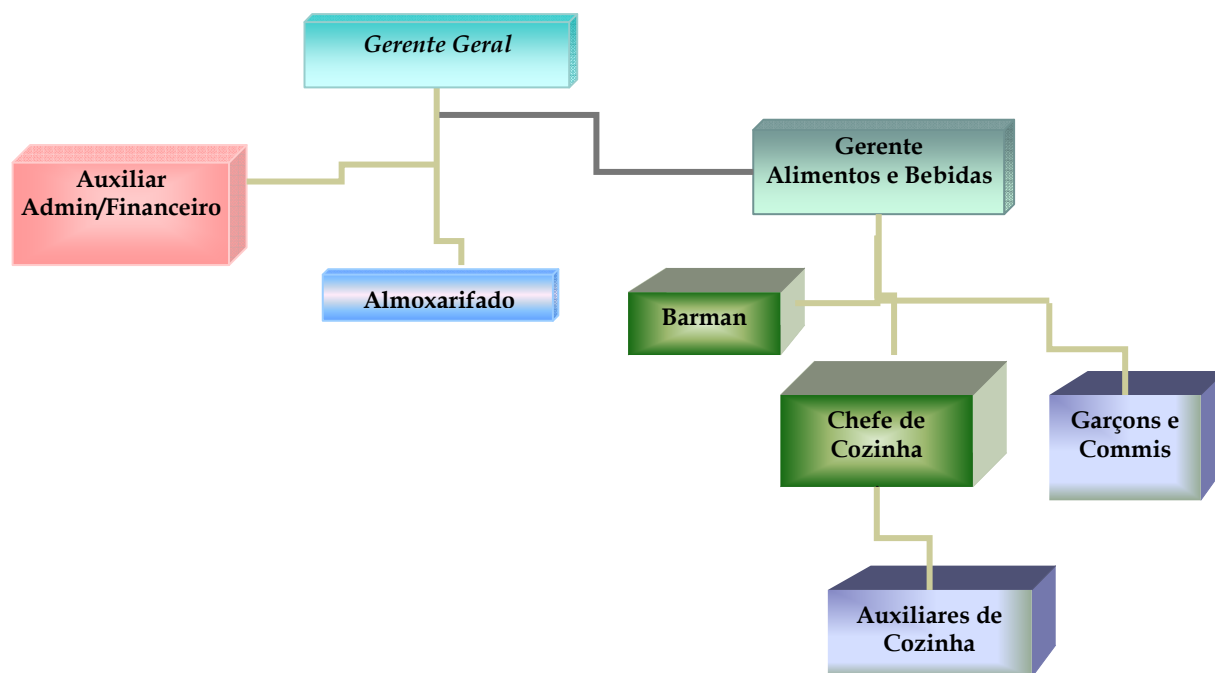 Gerente Geral
Gerente
Alimentos e Bebidas
Auxiliar
Admin/Financeiro
Almoxarifado
Barman
Chefe de
Cozinha
Garçons e
Commis
Auxiliares de
Cozinha